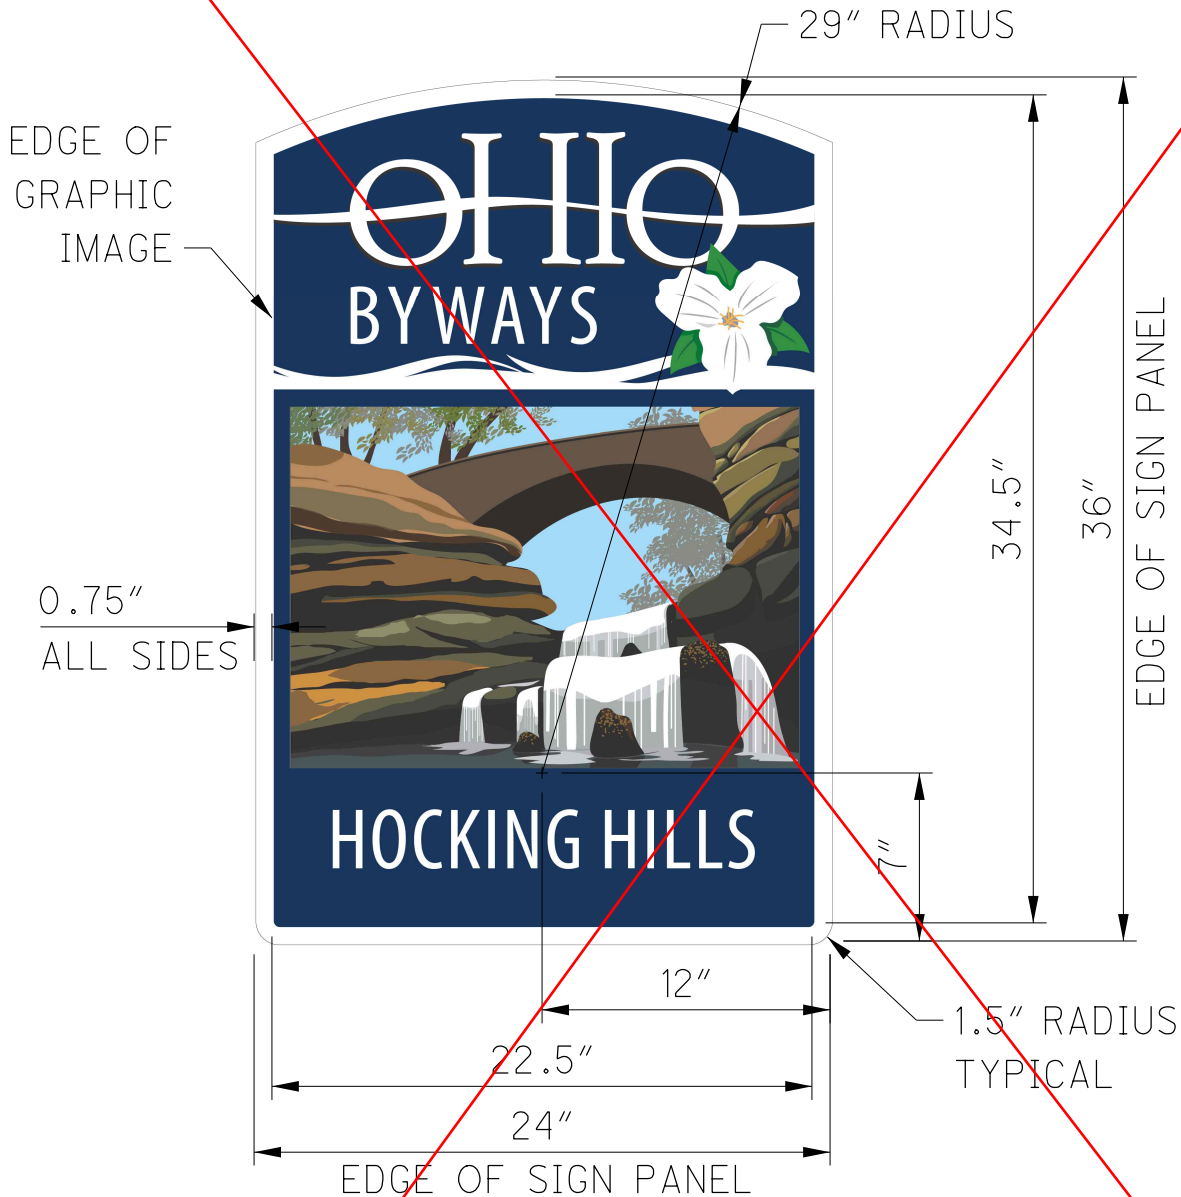 29″ RADIUS
EDGE OF
GRAPHIC
IMAGE
OHIO
BYWAYS
34.5″
36″
EDGE OF SIGN PANEL
0.75″
ALL SIDES
HOCKING HILLS
7″
12″
1.5″ RADIUS
TYPICAL
22.5″
24″
EDGE OF SIGN PANEL